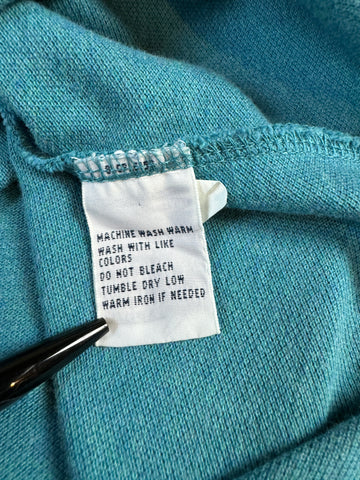 MACHINE WASH WARM
WASH WITH LIKE
COLORS
DO NOT BLEACH
TUMBLE DRY LOW
WARM IRON IF NEEDED